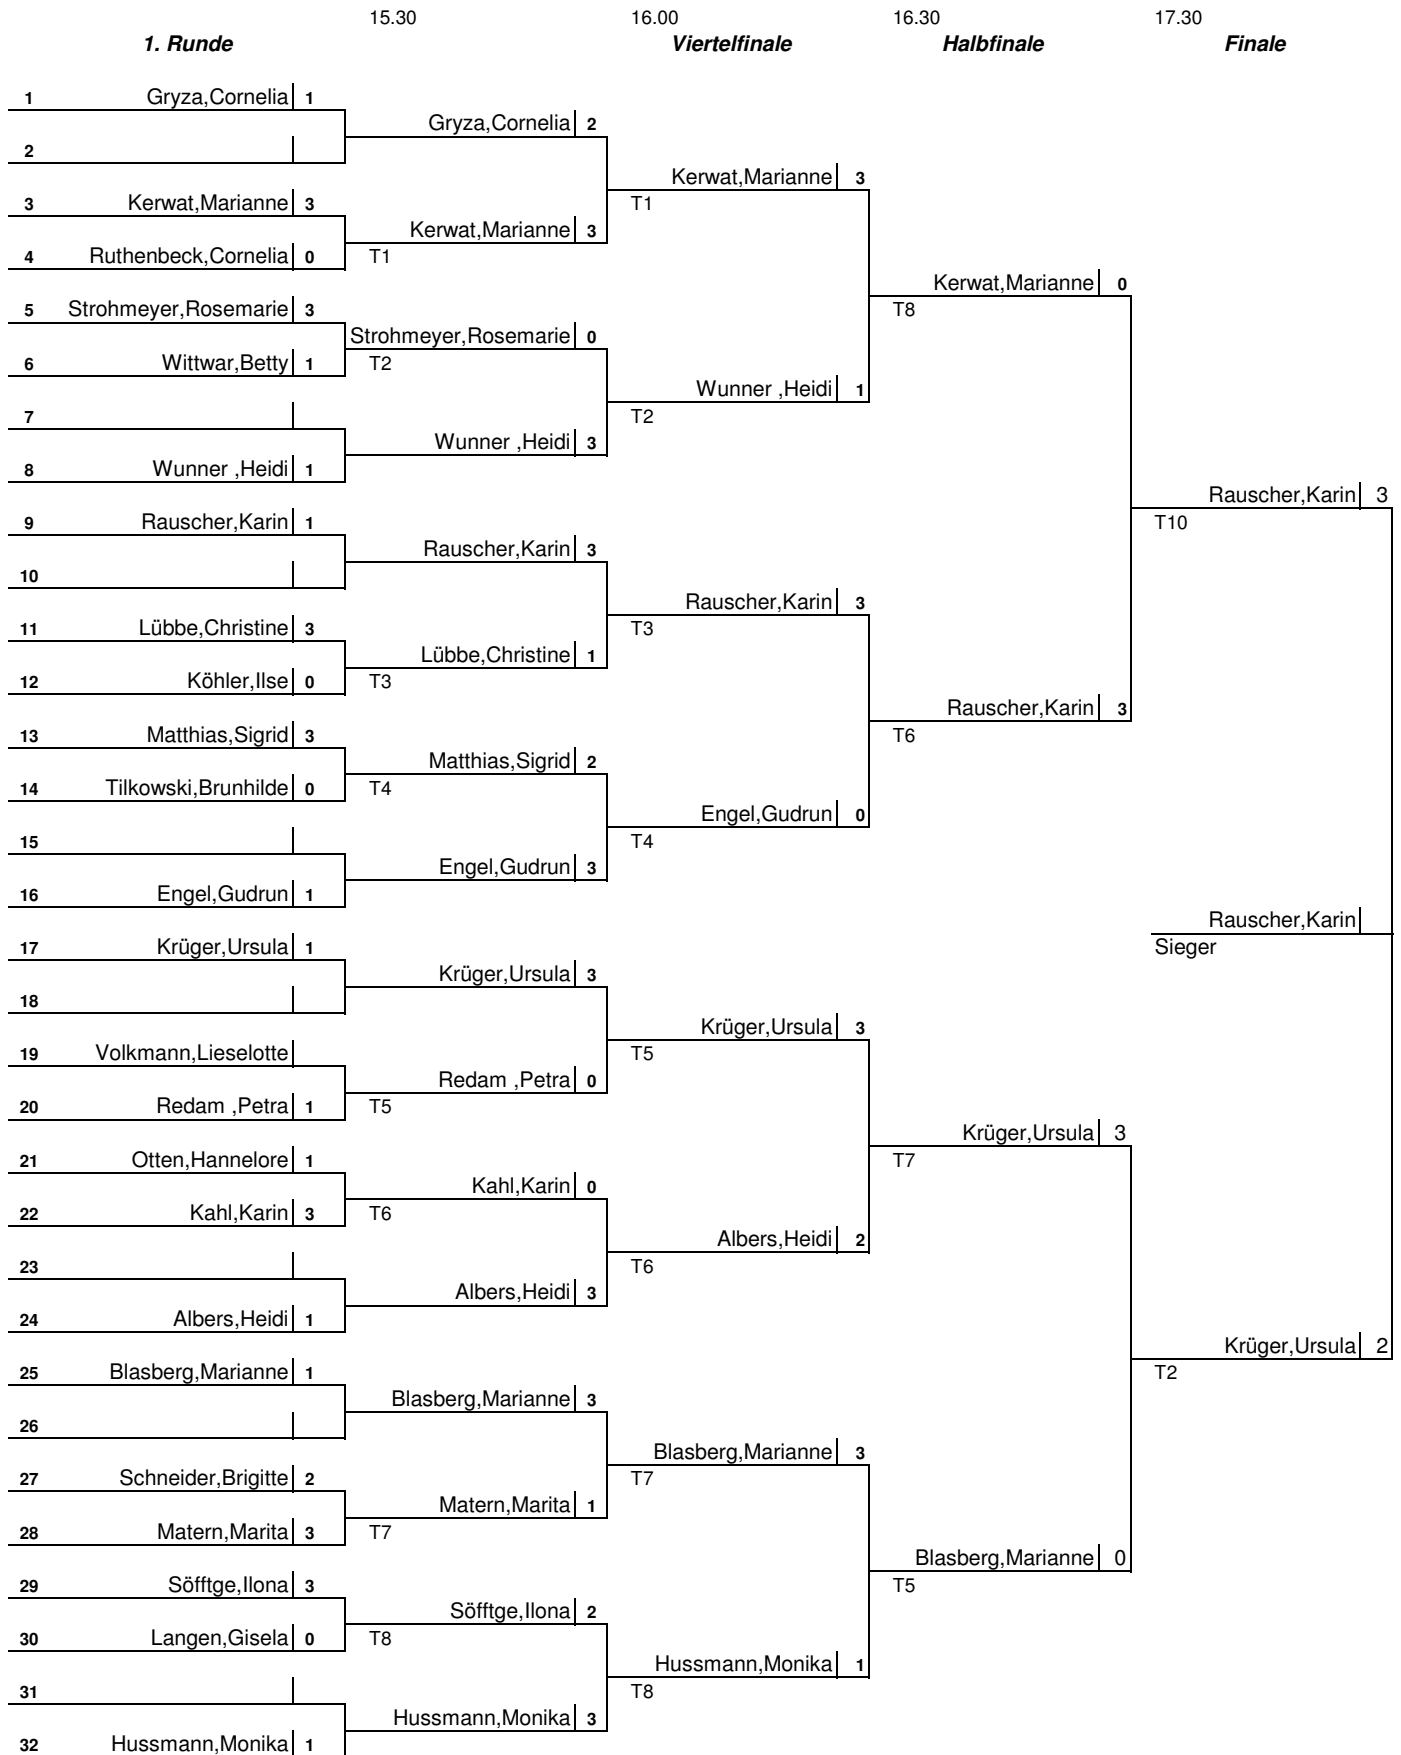 15.30 16.00 16.30 17.30
1. Runde Viertelfinale Halbfinale Finale
1 Gryza,Cornelia 1
Gryza,Cornelia 2
2
Kerwat,Marianne 3
3 Kerwat,Marianne 3 T1
Kerwat,Marianne 3
4 Ruthenbeck,Cornelia 0 T1
Kerwat,Marianne 0
5 Strohmeyer,Rosemarie 3 T8
Strohmeyer,Rosemarie 0
6 Wittwar,Betty 1 T2
Wunner ,Heidi 1
7 T2
Wunner ,Heidi 3
8 Wunner ,Heidi 1
Rauscher,Karin 3
9 Rauscher,Karin 1 T10
Rauscher,Karin 3
10
Rauscher,Karin 3
11 Lübbe,Christine 3 T3
Lübbe,Christine 1
12 Köhler,Ilse 0 T3
Rauscher,Karin 3
13 Matthias,Sigrid 3 T6
Matthias,Sigrid 2
14 Tilkowski,Brunhilde 0 T4
Engel,Gudrun 0
15 T4
Engel,Gudrun 3
16 Engel,Gudrun 1
Rauscher,Karin
17 Krüger,Ursula 1 Sieger
Krüger,Ursula 3
18
Krüger,Ursula 3
19 Volkmann,Lieselotte T5
Redam ,Petra 0
20 Redam ,Petra 1 T5
Krüger,Ursula 3
21 Otten,Hannelore 1 T7
Kahl,Karin 0
22 Kahl,Karin 3 T6
Albers,Heidi 2
23 T6
Albers,Heidi 3
24 Albers,Heidi 1
Krüger,Ursula 2
25 Blasberg,Marianne 1 T2
Blasberg,Marianne 3
26
Blasberg,Marianne 3
27 Schneider,Brigitte 2 T7
Matern,Marita 1
28 Matern,Marita 3 T7
Blasberg,Marianne 0
29 Söfftge,Ilona 3 T5
Söfftge,Ilona 2
30 Langen,Gisela 0 T8
Hussmann,Monika 1
31 T8
Hussmann,Monika 3
32 Hussmann,Monika 1